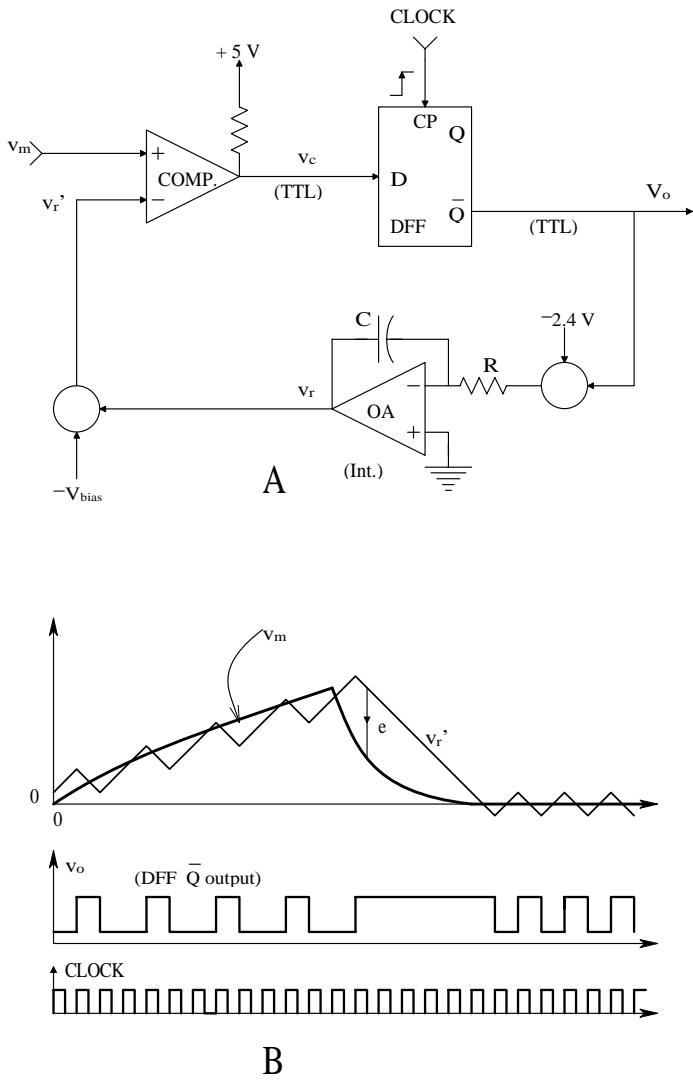 CLOCK
+ 5 V
CP
Q
v_m
+
COMP.
−
v_c
(TTL)
D
DFF
Q̅
(TTL)
V_o
v_r’
−2.4 V
C
R
−
OA
+
v_r
(Int.)
−V_bias
A
v_m
e
v_r’
0
0
v_o
(DFF Q̅ output)
CLOCK
B